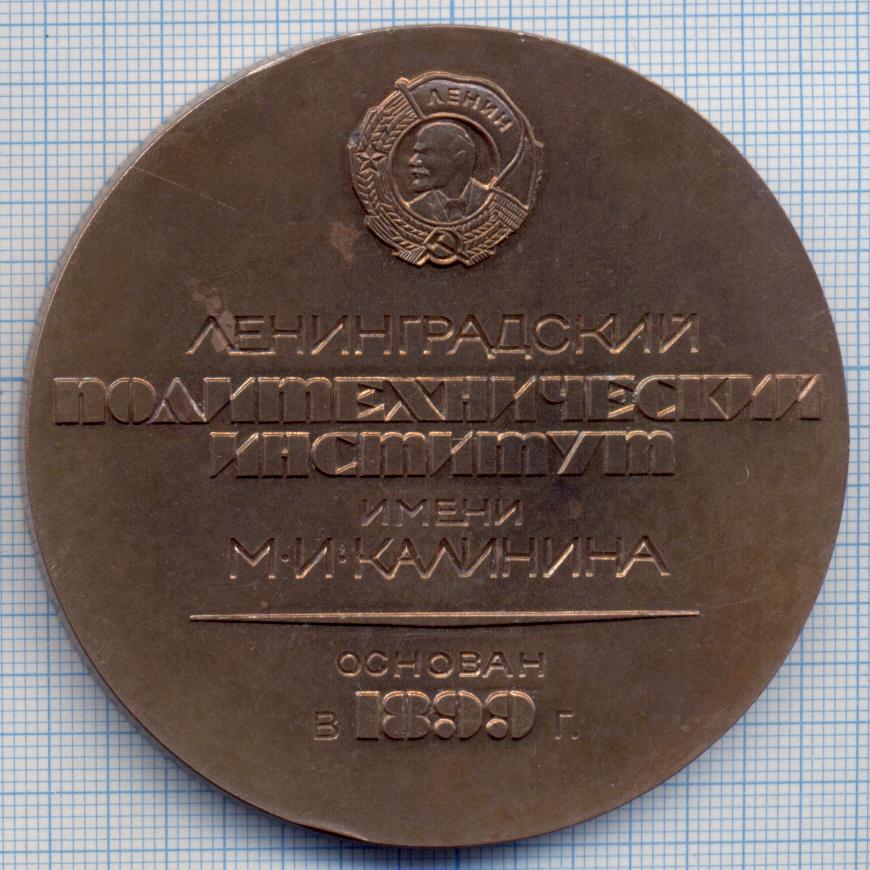 ЛЕНИН
ЛЕНИНГРАДСКИЙ
ПОЛИТЕХНИЧЕСКИЙ
ИНСТИТУТ
ИМЕНИ
М·И·КАЛИНИНА
ОСНОВАН
В 1899 Г.